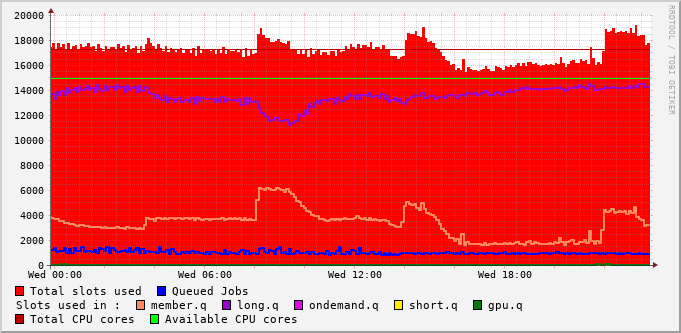 RRDTOOL / TOBI OETIKER
20000
18000
16000
14000
12000
10000
8000
6000
4000
2000
0
Wed 00:00 Wed 06:00 Wed 12:00 Wed 18:00
Total slots used Queued Jobs
Slots used in : member.q long.q ondemand.q short.q gpu.q
Total CPU cores Available CPU cores